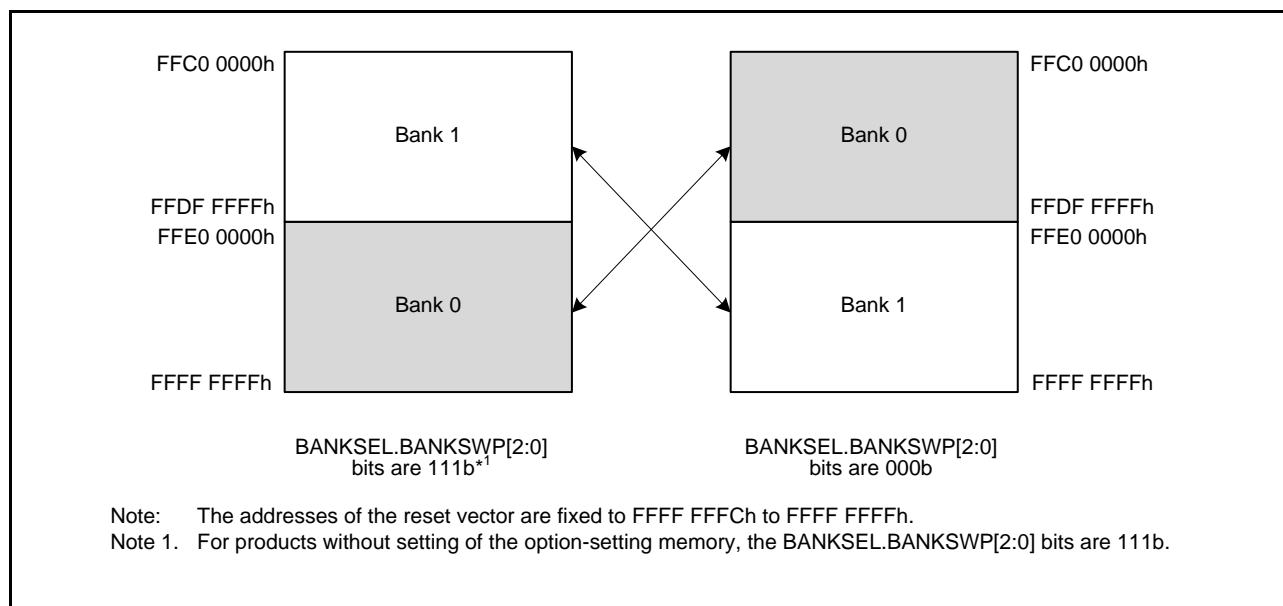 FFC0 0000h
Bank 1
FFDF FFFFh
FFE0 0000h
Bank 0
FFFF FFFFh
BANKSEL.BANKSWP[2:0]
bits are 111b*1
FFC0 0000h
Bank 0
FFDF FFFFh
FFE0 0000h
Bank 1
FFFF FFFFh
BANKSEL.BANKSWP[2:0]
bits are 000b
Note: The addresses of the reset vector are fixed to FFFF FFFCh to FFFF FFFFh.
Note 1. For products without setting of the option-setting memory, the BANKSEL.BANKSWP[2:0] bits are 111b.